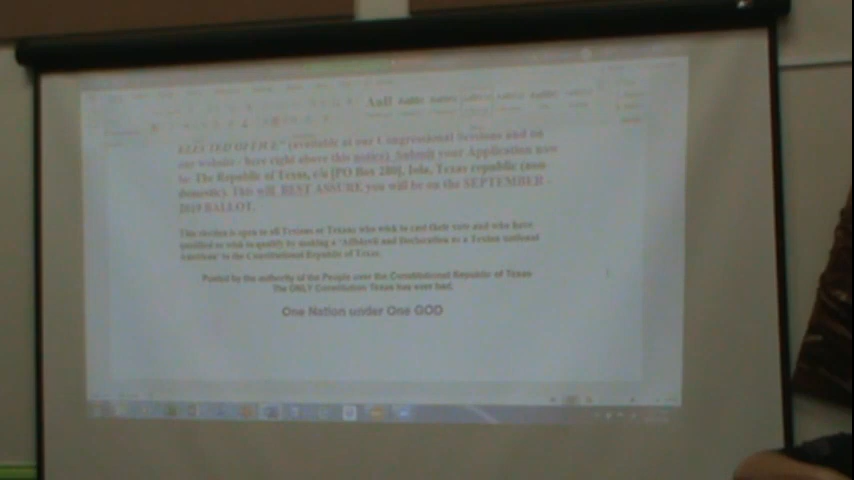 ELECTED OFFICE" (available at our Congressional Sessions and on
our website - here right above this notice). Submit your Application now
to: The Republic of Texas, c/o [PO Box 280], Iola, Texas republic (non
domestic). This will BEST ASSURE you will be on the SEPTEMBER -
2019 BALLOT.
This election is open to all Texians or Texans who wish to cast their vote and who have
qualified or wish to qualify by making a "Affidavit and Declaration to a Texian national
to the Constitutional Republic of Texas.
Posted by the authority of the People over the Constitutional Republic of Texas
The ONLY Constitution Texas has ever had.
One Nation under One GOD